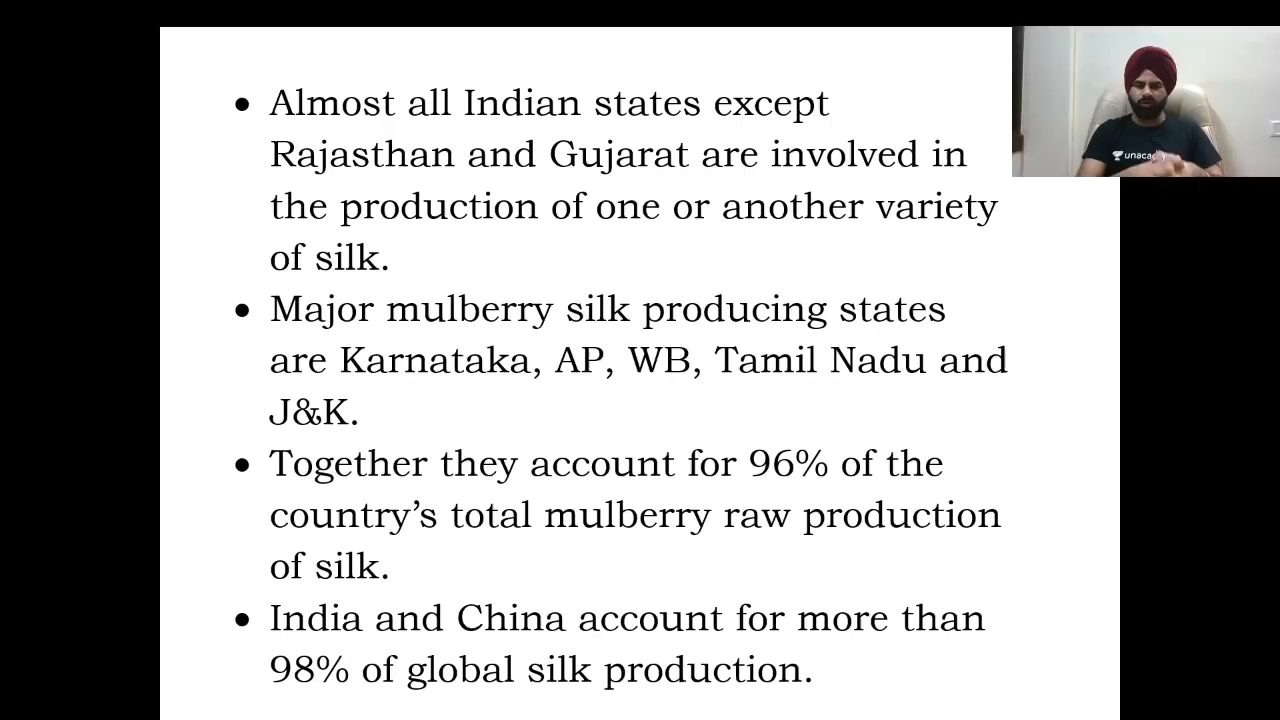 • Almost all Indian states except
Rajasthan and Gujarat are involved in
the production of one or another variety
of silk.
• Major mulberry silk producing states
are Karnataka, AP, WB, Tamil Nadu and
J&K.
• Together they account for 96% of the
country’s total mulberry raw production
of silk.
• India and China account for more than
98% of global silk production.